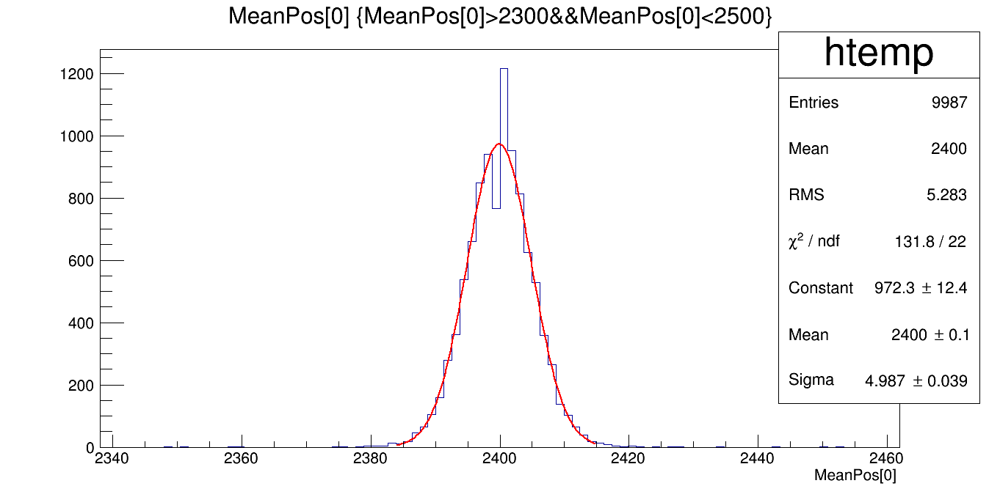 MeanPos[0] {MeanPos[0]>2300&&MeanPos[0]<2500}
htemp
Entries 9987
Mean 2400
RMS 5.283
χ² / ndf 131.8 / 22
Constant 972.3 ± 12.4
Mean 2400 ± 0.1
Sigma 4.987 ± 0.039
1200
1000
800
600
400
200
0
2340 2360 2380 2400 2420 2440 2460
MeanPos[0]